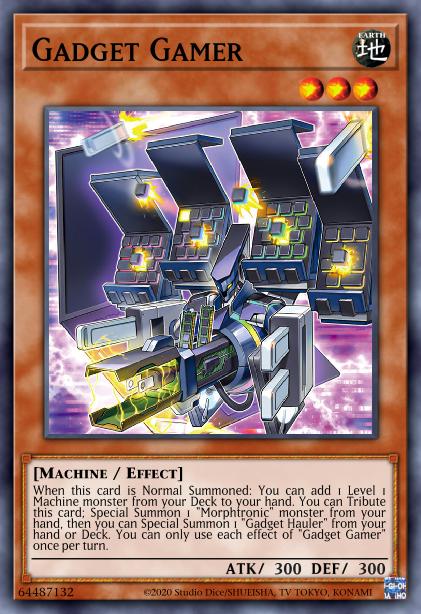 GADGET GAMER
EARTH
地
[MACHINE / EFFECT]
When this card is Normal Summoned: You can add 1 Level 1
Machine monster from your Deck to your hand. You can Tribute
this card; Special Summon 1 "Morphtronic" monster from your
hand, then you can Special Summon 1 "Gadget Hauler" from your
hand or Deck. You can only use each effect of "Gadget Gamer"
once per turn.
ATK/ 300 DEF/ 300
64487132
©2020 Studio Dice/SHUEISHA, TV TOKYO, KONAMI